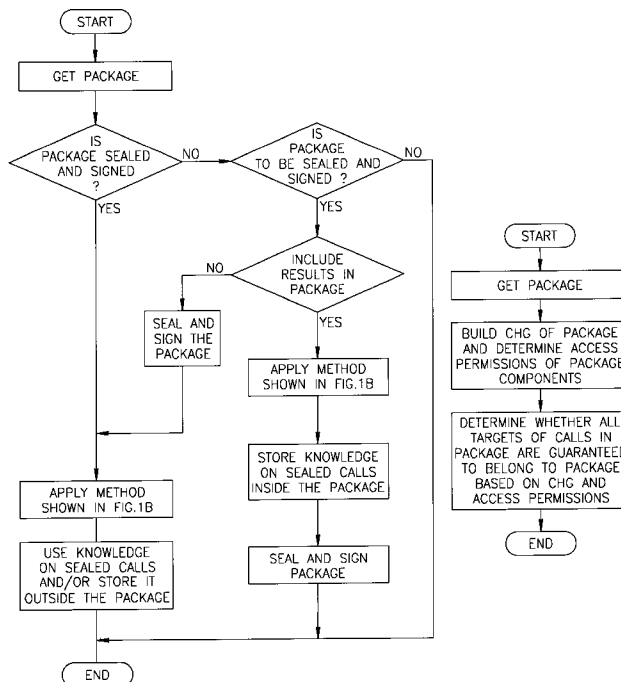 START
GET PACKAGE
IS
PACKAGE SEALED
AND SIGNED
?
NO
YES
IS
PACKAGE
TO BE SEALED AND
SIGNED ?
NO
YES
INCLUDE
RESULTS IN
PACKAGE
NO
YES
SEAL AND
SIGN THE
PACKAGE
APPLY METHOD
SHOWN IN FIG.1B
STORE KNOWLEDGE
ON SEALED CALLS
INSIDE THE PACKAGE
SEAL AND SIGN
PACKAGE
APPLY METHOD
SHOWN IN FIG.1B
USE KNOWLEDGE
ON SEALED CALLS
AND/OR STORE IT
OUTSIDE THE PACKAGE
END
START
GET PACKAGE
BUILD CHG OF PACKAGE
AND DETERMINE ACCESS
PERMISSIONS OF PACKAGE
COMPONENTS
DETERMINE WHETHER ALL
TARGETS OF CALLS IN
PACKAGE ARE GUARANTEED
TO BELONG TO PACKAGE
BASED ON CHG AND
ACCESS PERMISSIONS
END